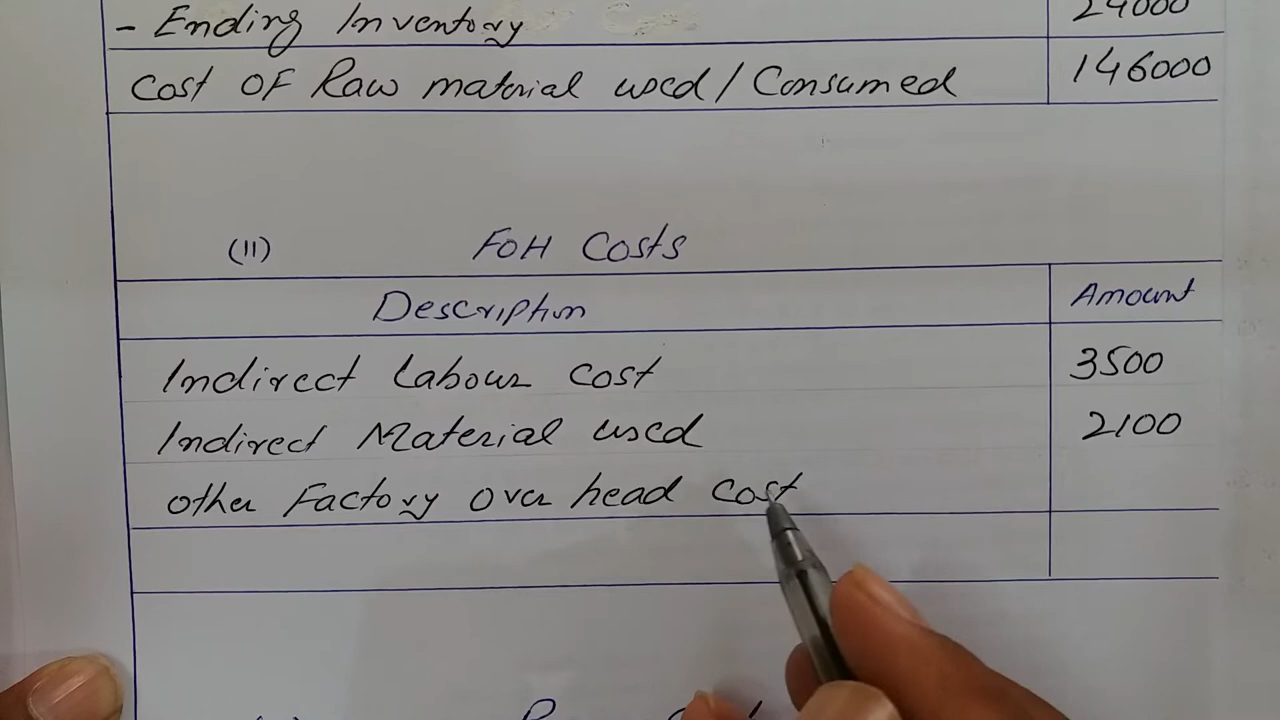 - Ending Inventory 24000
Cost OF Raw material used / Consumed 146000
(II) FOH Costs
Description Amount
Indirect Labour Cost 3500
Indirect Material used 2100
other Factory over head cost